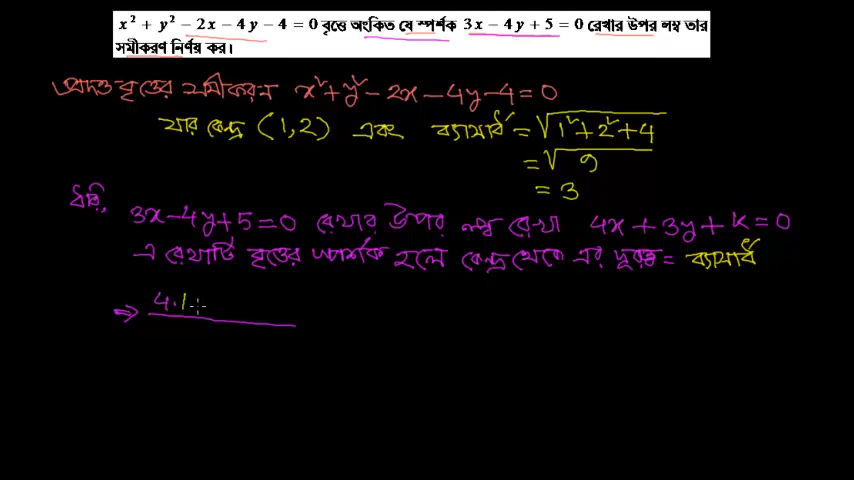 x² + y² − 2x − 4y − 4 = 0 বৃত্তে অংকিত যে স্পর্শক 3x − 4y + 5 = 0 রেখার উপর লম্ব তার
সমীকরণ নির্ণয় কর।
প্রদত্ত বৃত্তের সমীকরণ x² + y² − 2x − 4y − 4 = 0
যার কেন্দ্র (1, 2) এবং ব্যাসার্ধ = √(1² + 2² + 4)
= √9
= 3
ধরি, 3x − 4y + 5 = 0 রেখার উপর লম্ব রেখা 4x + 3y + k = 0
এ রেখাটি বৃত্তের স্পর্শক হলে কেন্দ্র থেকে এর দূরত্ব = ব্যাসার্ধ
⇒ 4.1